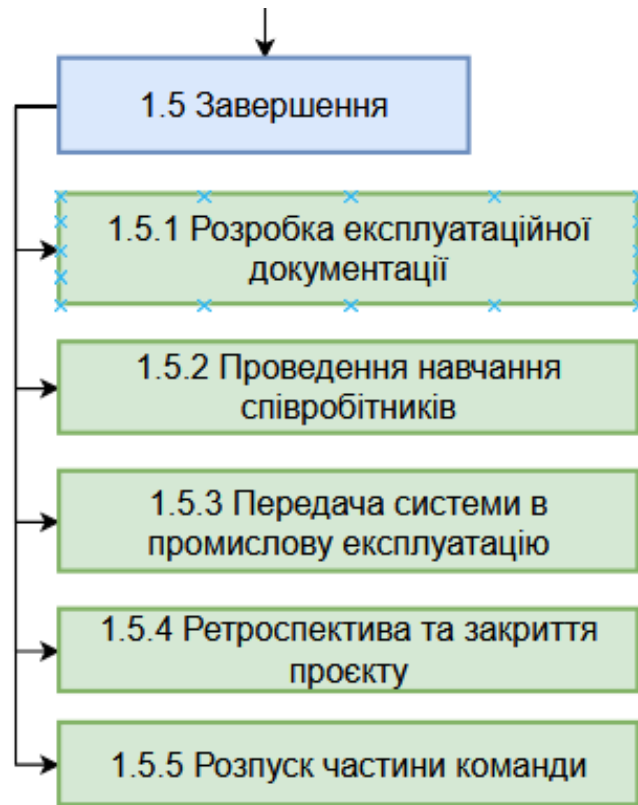 1.5 Завершення
1.5.1 Розробка експлуатаційної
документації
1.5.2 Проведення навчання
співробітників
1.5.3 Передача системи в
промислову експлуатацію
1.5.4 Ретроспектива та закриття
проєкту
1.5.5 Розпуск частини команди